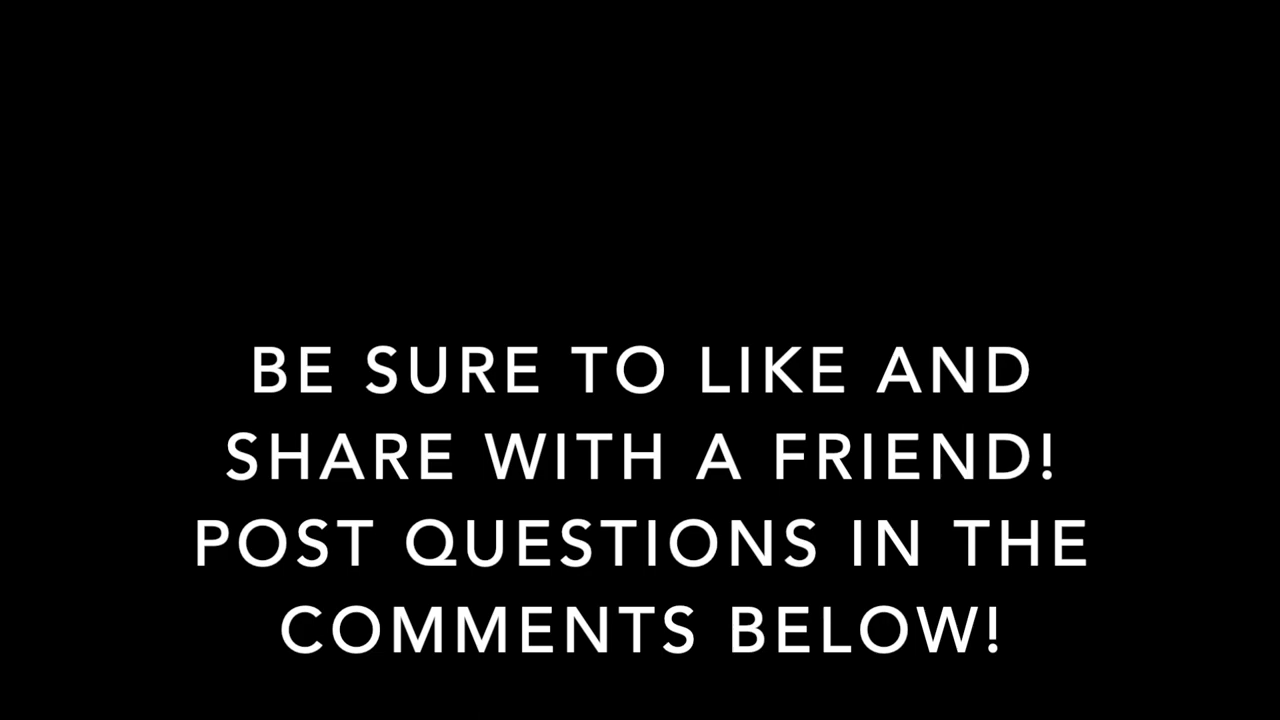 BE SURE TO LIKE AND
SHARE WITH A FRIEND!
POST QUESTIONS IN THE
COMMENTS BELOW!